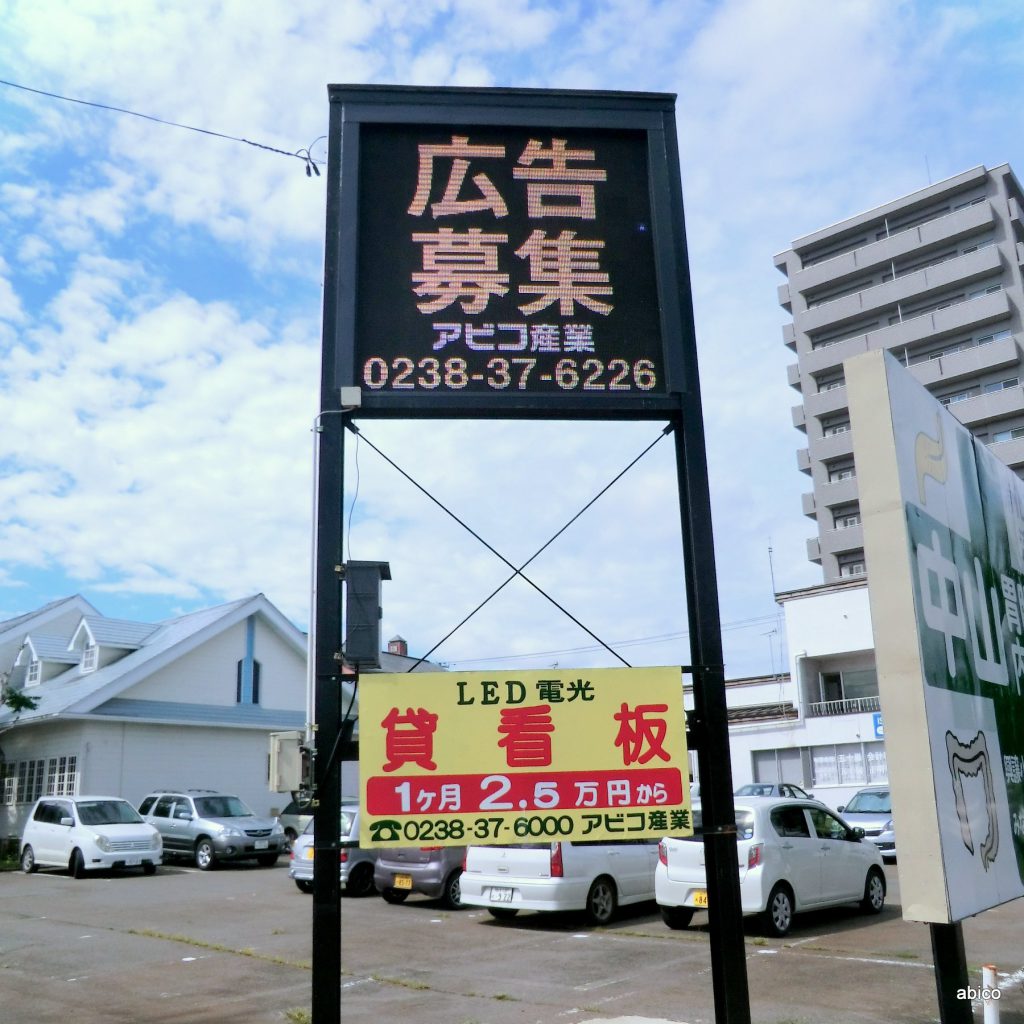 広告
募集
アビコ産業
0238-37-6226
LED電光
貸看板
1ヶ月 2.5万円から
☎0238-37-6000 アビコ産業
中山
胃
abico